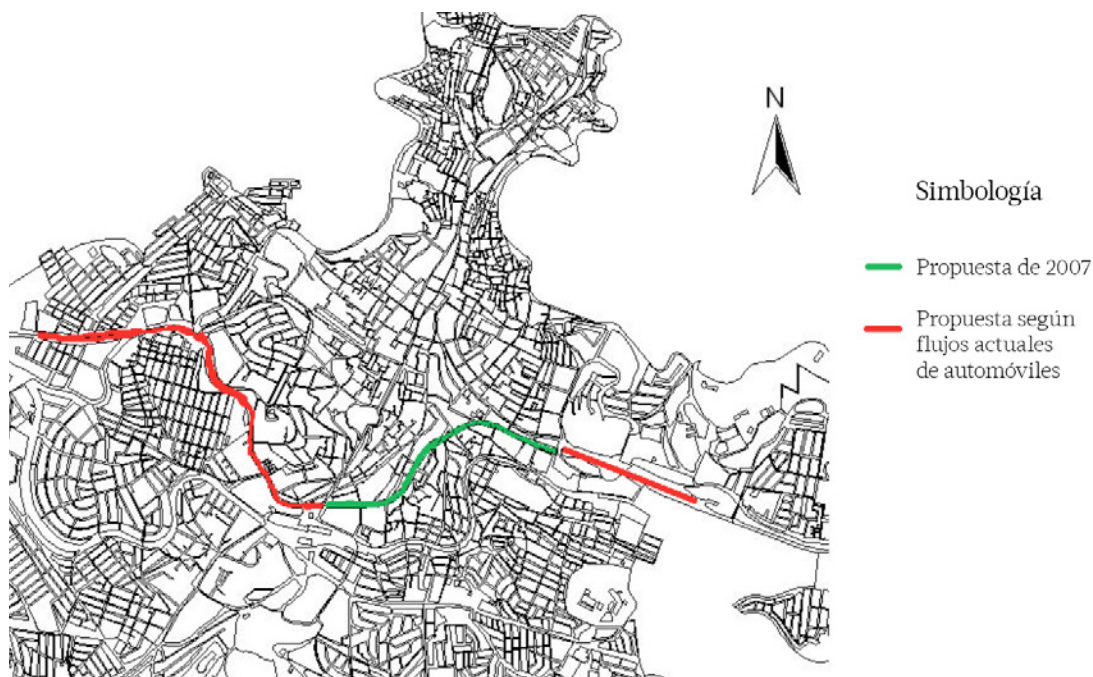 N
Simbología
Propuesta de 2007
Propuesta según
flujos actuales
de automóviles